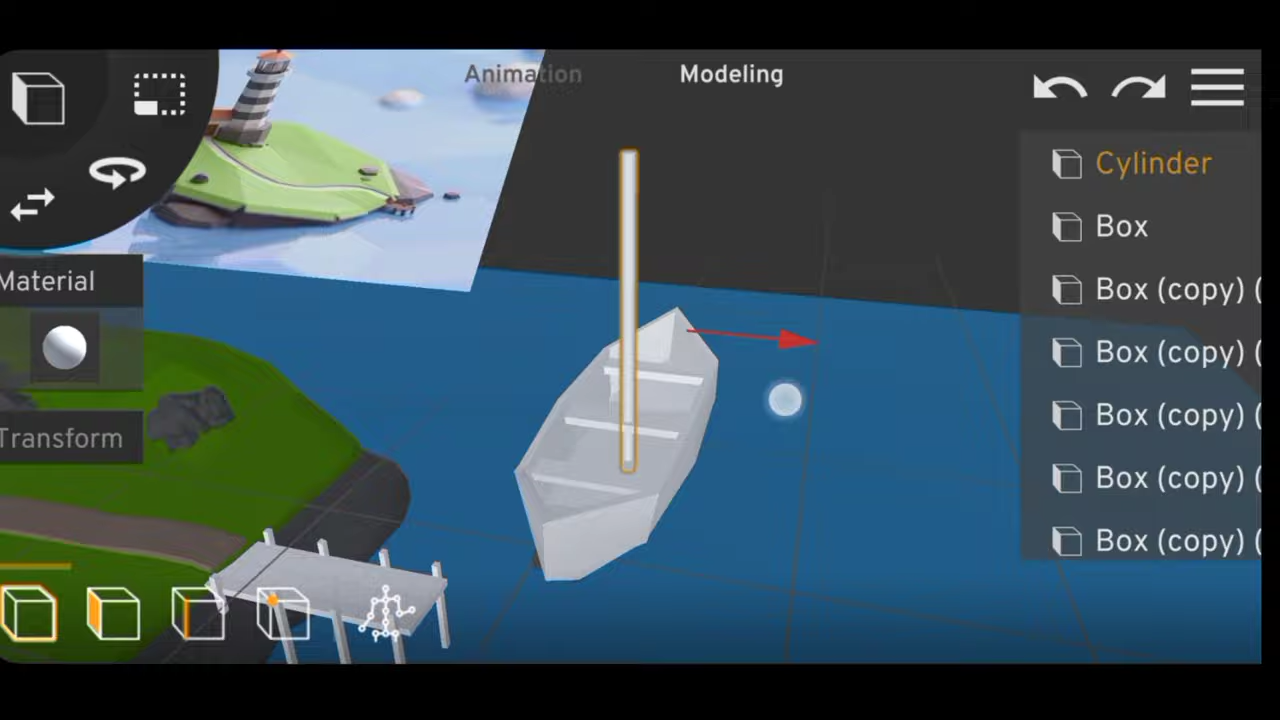 Animation
Modeling
Cylinder
Box
Box (copy) (
Box (copy) (
Box (copy) (
Box (copy) (
Box (copy) (
Material
Transform